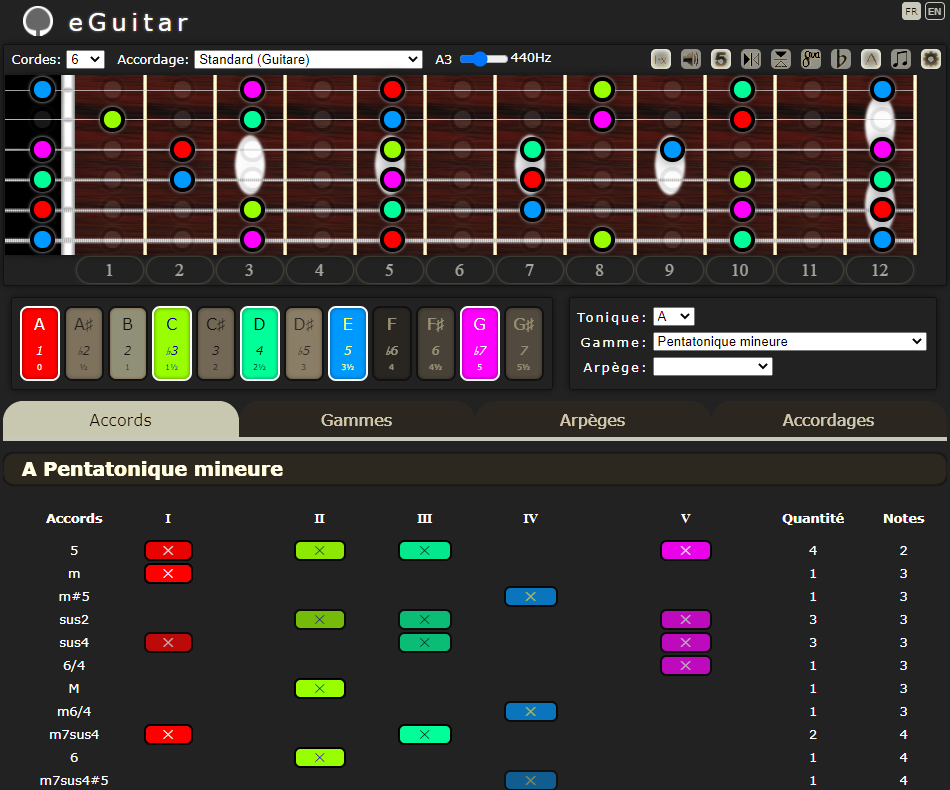 FR EN
eGuitar
Cordes: 6 Accordage: Standard (Guitare) A3 440Hz
1 2 3 4 5 6 7 8 9 10 11 12
A A♯ B C C♯ D D♯ E F F♯ G G♯
1 ♭2 2 ♭3 3 4 ♭5 5 ♭6 6 ♭7 7
0 ½ 1 1½ 2 2½ 3 3½ 4 4½ 5 5½
Tonique: A
Gamme: Pentatonique mineure
Arpège:
Accords Gammes Arpèges Accordages
A Pentatonique mineure
Accords I II III IV V Quantité Notes
5 × × × × 4 2
m × 1 3
m#5 × 1 3
sus2 × × × 3 3
sus4 × × × 3 3
6/4 × 1 3
M × 1 3
m6/4 × 1 3
m7sus4 × × 2 4
6 × 1 4
m7sus4#5 × 1 4